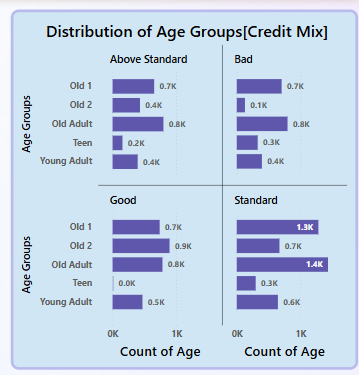 Distribution of Age Groups[Credit Mix]
Above Standard
Bad
Age Groups
Old 1 0.7K 0.7K
Old 2 0.4K 0.1K
Old Adult 0.8K 0.8K
Teen 0.2K 0.3K
Young Adult 0.4K 0.4K
Good
Standard
Age Groups
Old 1 0.7K 1.3K
Old 2 0.9K 0.7K
Old Adult 0.8K 1.4K
Teen 0.0K 0.3K
Young Adult 0.5K 0.6K
0K 1K 0K 1K
Count of Age Count of Age